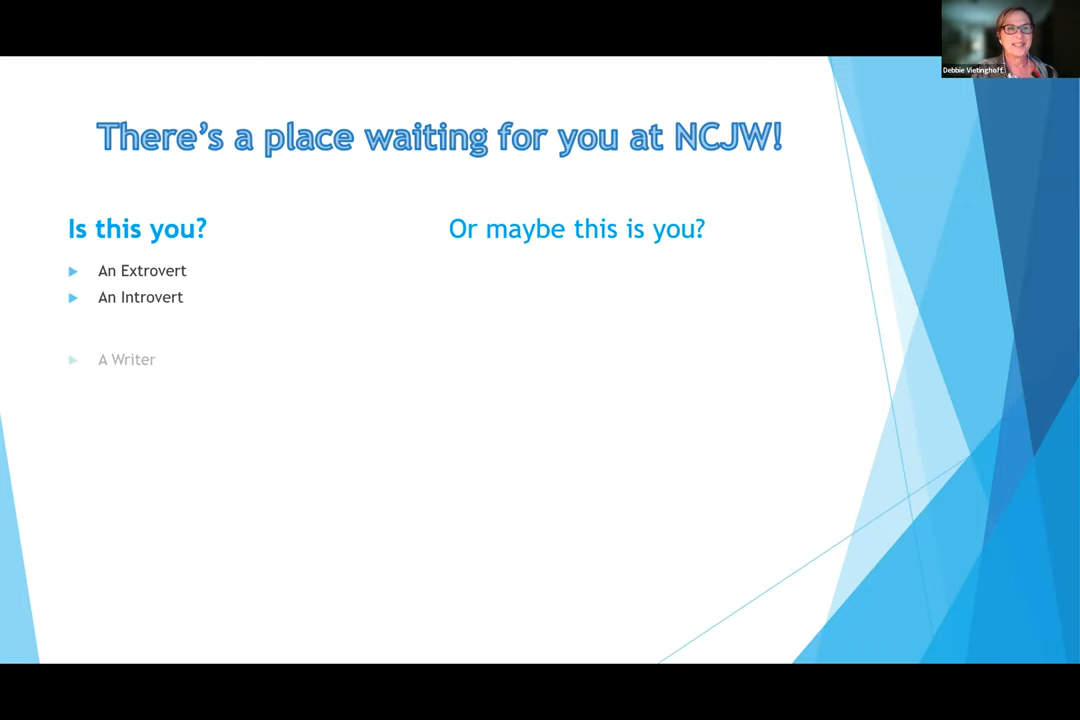 Debbie Vietinghoff
There's a place waiting for you at NCJW!
Is this you?
An Extrovert
An Introvert
A Writer
Or maybe this is you?